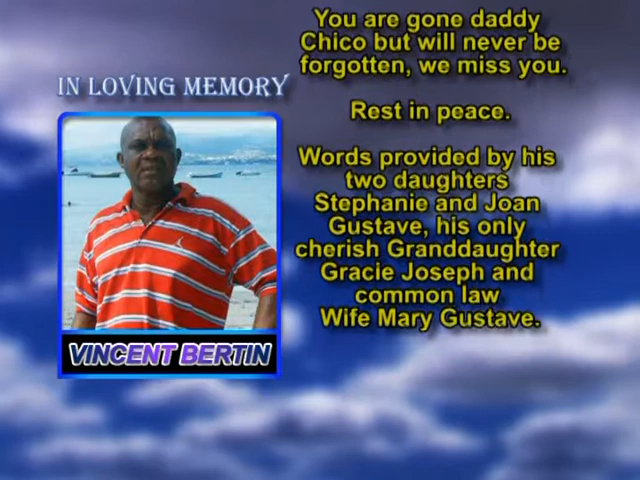 IN LOVING MEMORY
VINCENT BERTIN
You are gone daddy
Chico but will never be
forgotten, we miss you.
Rest in peace.
Words provided by his
two daughters
Stephanie and Joan
Gustave, his only
cherish Granddaughter
Gracie Joseph and
common law
Wife Mary Gustave.